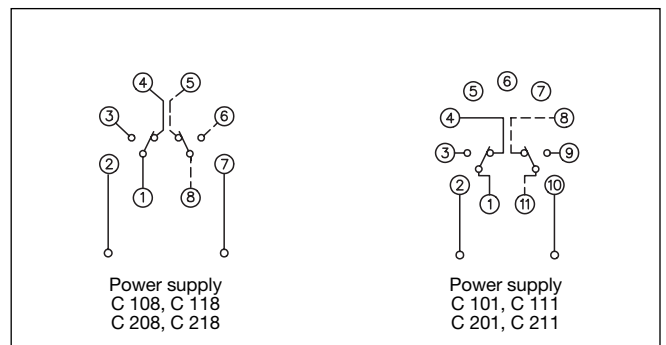 4 5
3 6
2 7
1 8
Power supply
C 108, C 118
C 208, C 218
6
5 7
4 8
3 9
2 10
1 11
Power supply
C 101, C 111
C 201, C 211